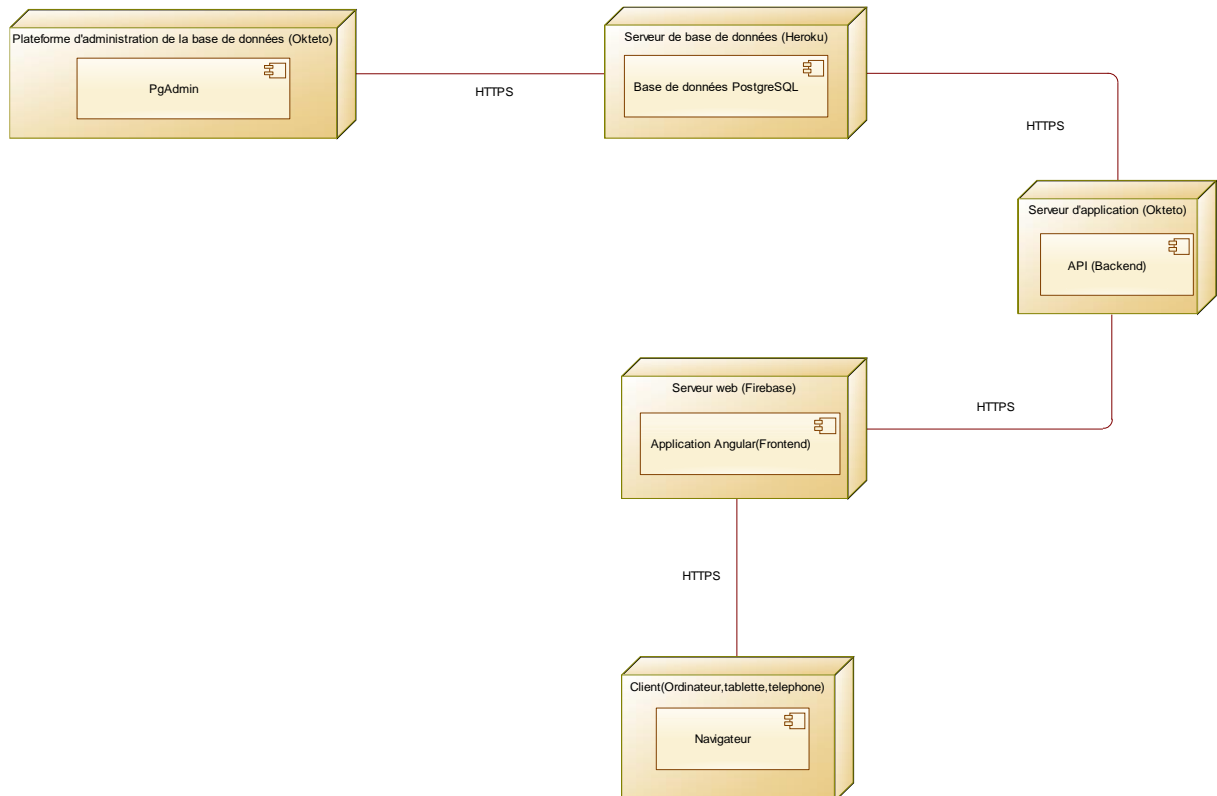 Plateforme d'administration de la base de données (Okteto)
PgAdmin
HTTPS
Serveur de base de données (Heroku)
Base de données PostgreSQL
HTTPS
Serveur d'application (Okteto)
API (Backend)
HTTPS
Serveur web (Firebase)
Application Angular(Frontend)
HTTPS
Client(Ordinateur,tablette,telephone)
Navigateur